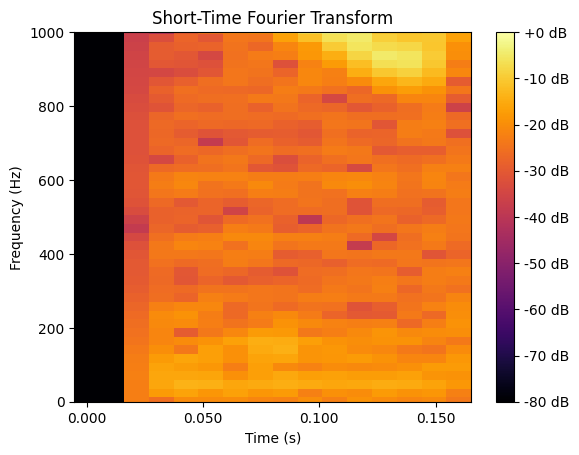 Short-Time Fourier Transform
1000
800
600
400
200
0
Frequency (Hz)
0.000
0.050
0.100
0.150
Time (s)
+0 dB
-10 dB
-20 dB
-30 dB
-40 dB
-50 dB
-60 dB
-70 dB
-80 dB